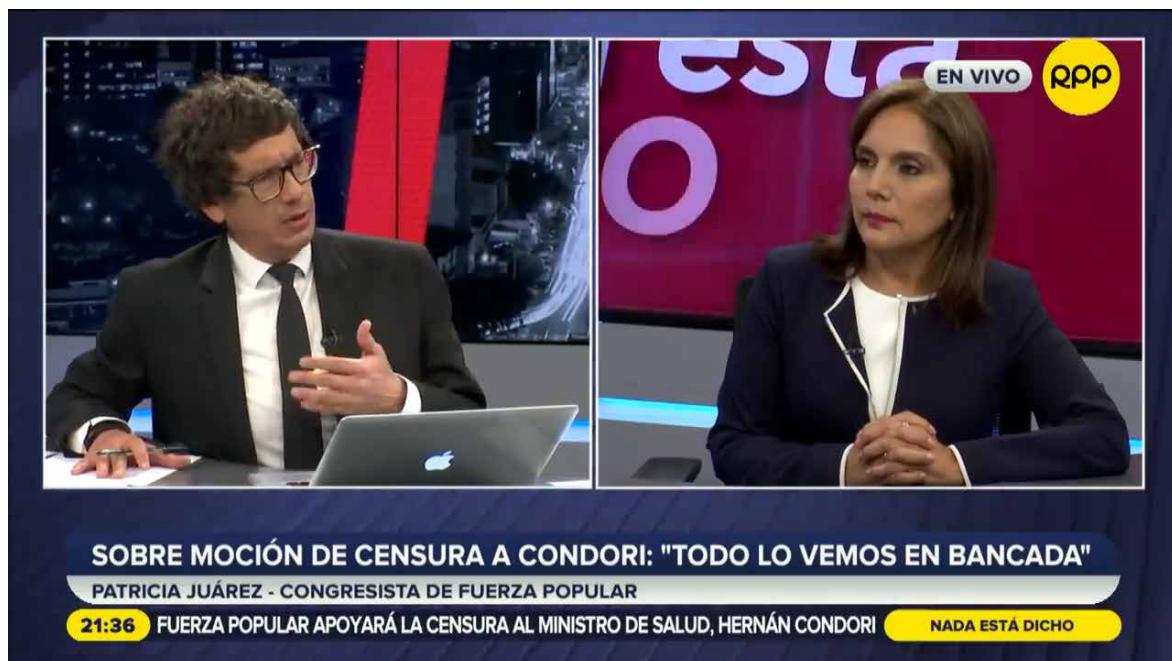 está
O
EN VIVO
RPP
SOBRE MOCIÓN DE CENSURA A CONDORI: "TODO LO VEMOS EN BANCADA"
PATRICIA JUÁREZ - CONGRESISTA DE FUERZA POPULAR
21:36 FUERZA POPULAR APOYARÁ LA CENSURA AL MINISTRO DE SALUD, HERNÁN CONDORI NADA ESTÁ DICHO